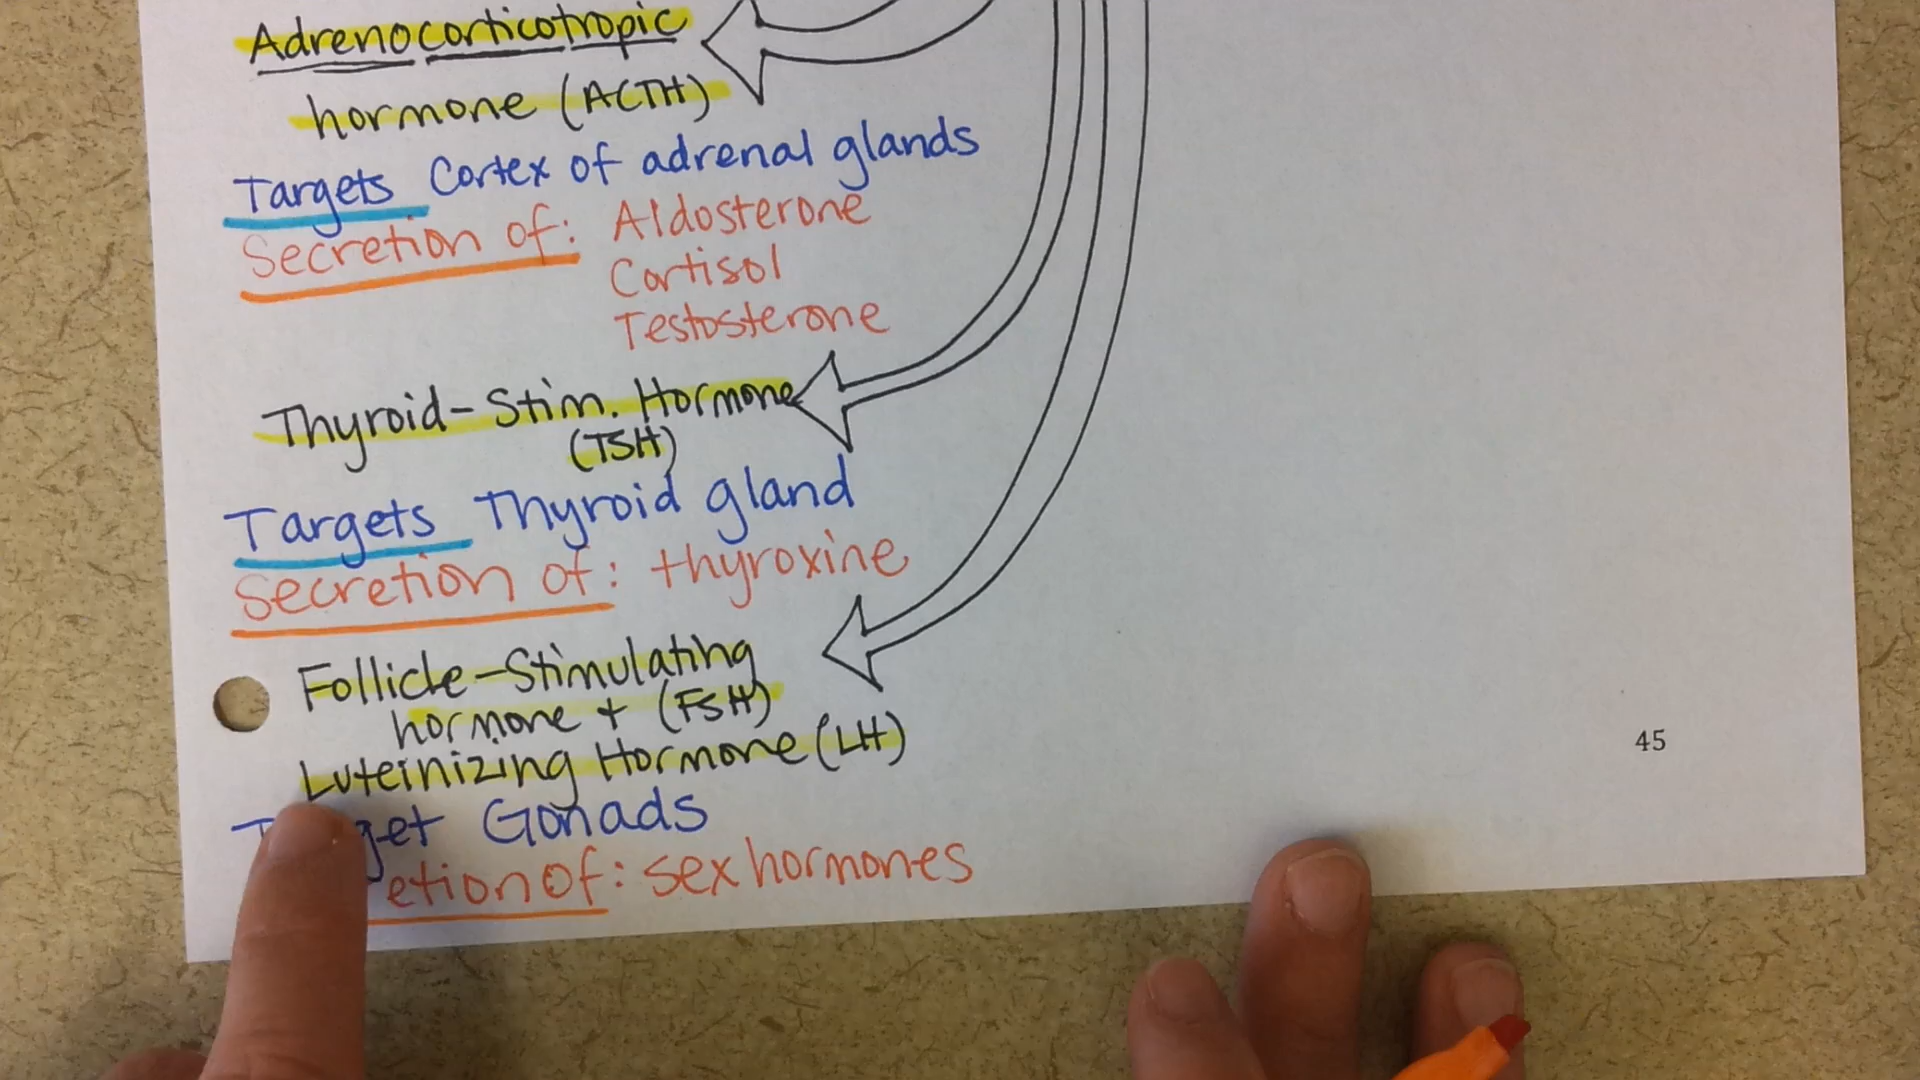 Adrenocorticotropic
hormone (ACTH)
Targets Cortex of adrenal glands
Secretion of: Aldosterone
Cortisol
Testosterone
Thyroid-Stim. Hormone
(TSH)
Targets Thyroid gland
Secretion of: thyroxine
Follicle-Stimulating
hormone + (FSH)
Luteinizing Hormone (LH)
Gonads
of: sex hormones
45